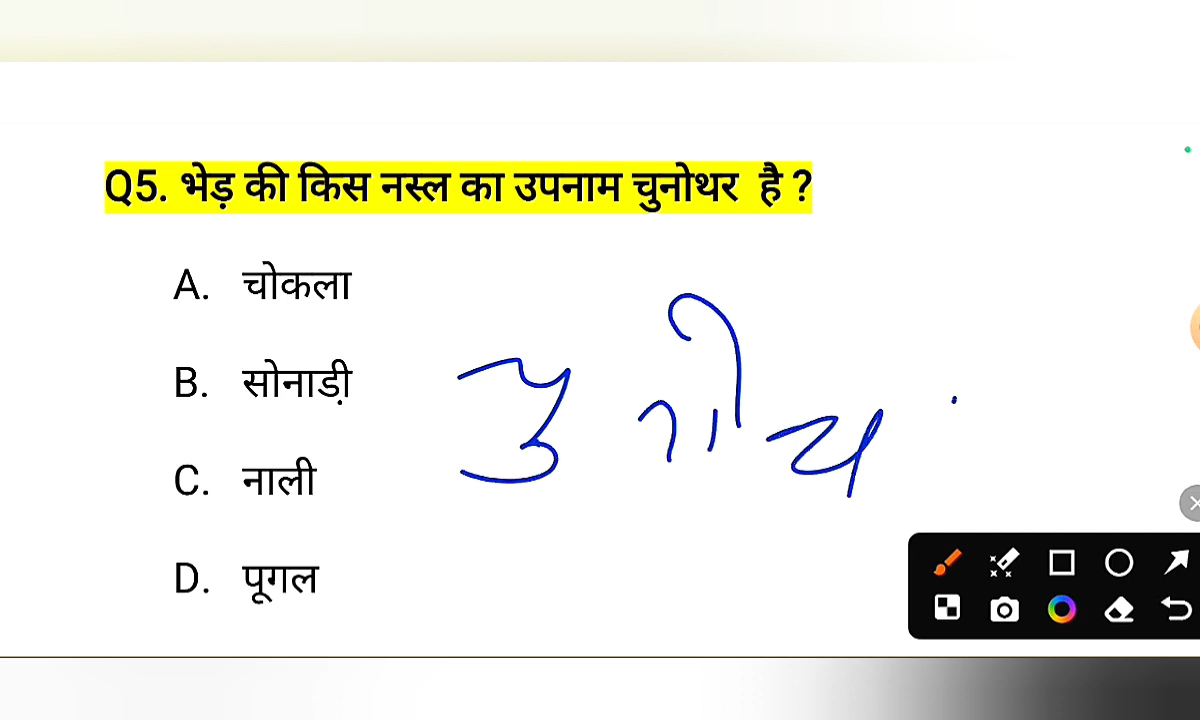 Q5. भेड़ की किस नस्ल का उपनाम चुनोथर है ?
A. चोकला
B. सोनाड़ी
C. नाली
D. पूगल